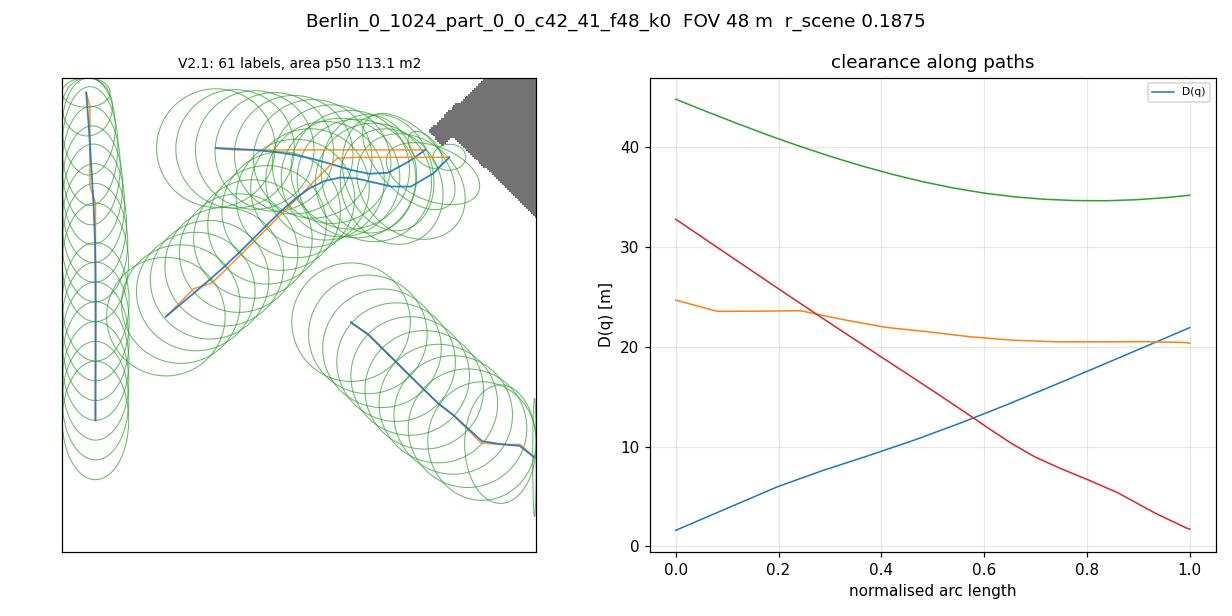 Berlin_0_1024_part_0_0_c42_41_f48_k0  FOV 48 m  r_scene 0.1875
V2.1: 61 labels, area p50 113.1 m2
clearance along paths
D(q)
40
30
20
10
0
D(q) [m]
0.0 0.2 0.4 0.6 0.8 1.0
normalised arc length